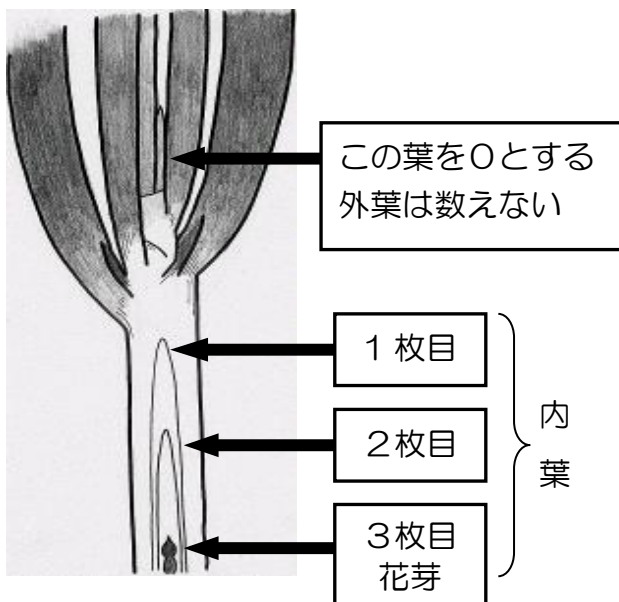 この葉を０とする
外葉は数えない
１枚目
２枚目
３枚目
花芽
内
葉